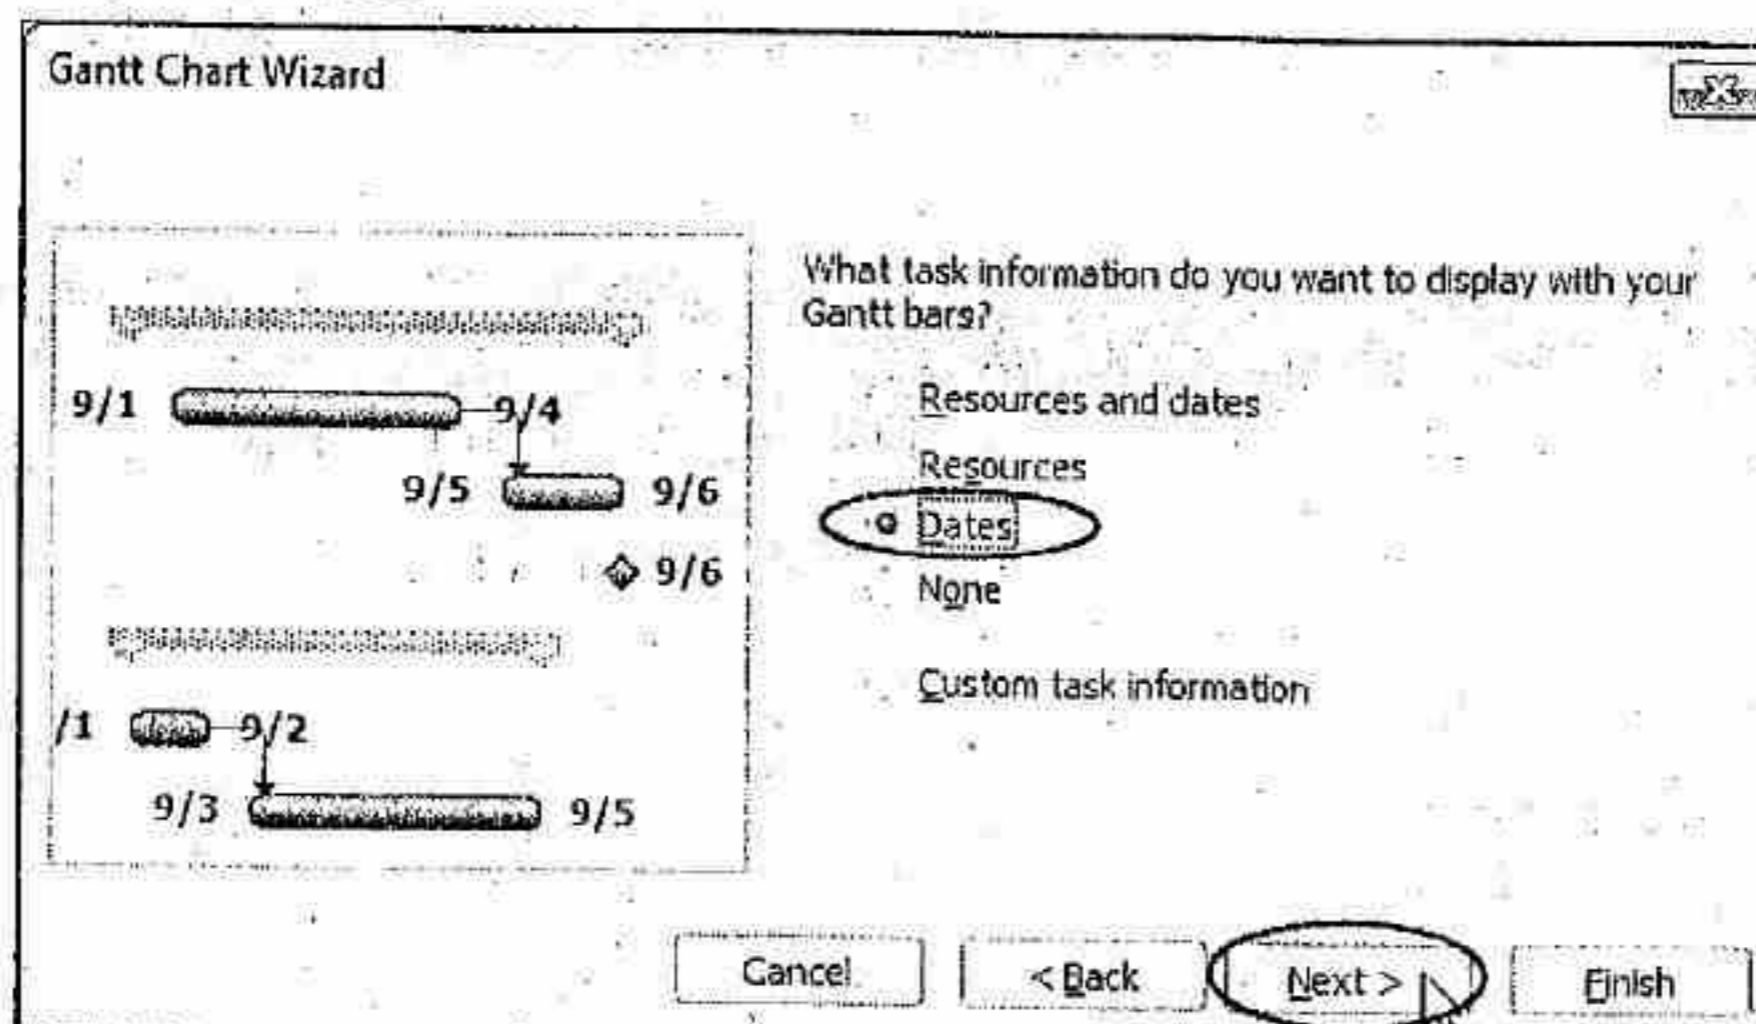 Gantt Chart Wizard
X
What task information do you want to display with your
Gantt bars?
Resources and dates
Resources
Dates
None
Custom task information
9/1
9/4
9/5
9/6
9/6
/1
9/2
9/3
9/5
Cancel
< Back
Next >
Finish